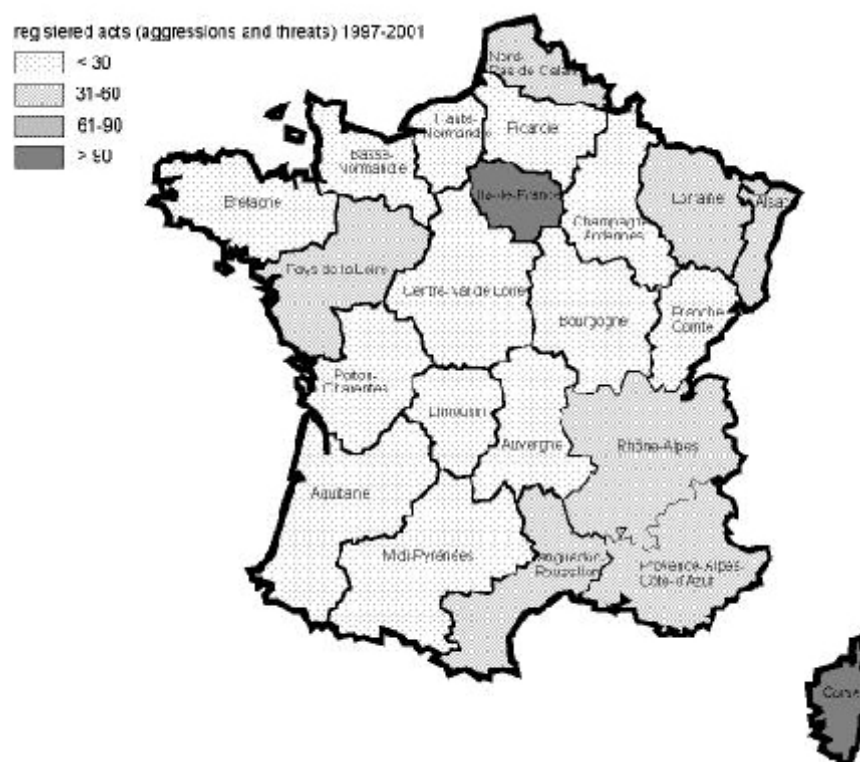 registered acts (aggressions and threats) 1997-2001
< 30
31-60
61-90
> 90
Nord-
Pas de Calais
Haute-
Normandie
Picardie
Basse-
Normandie
Ile-de-France
Lorraine
Alsac
Bretagne
Champagne
Ardennes
Pays de la Loire
Centre-Val de Loire
Bourgogne
Franche
Comte
Poitou-
Charentes
Limousin
Auvergne
Rhône-Alpes
Aquitaine
Midi-Pyrénées
Languedoc
Roussillon
Provence-Alpes-
Côte-d'Azur
Corse